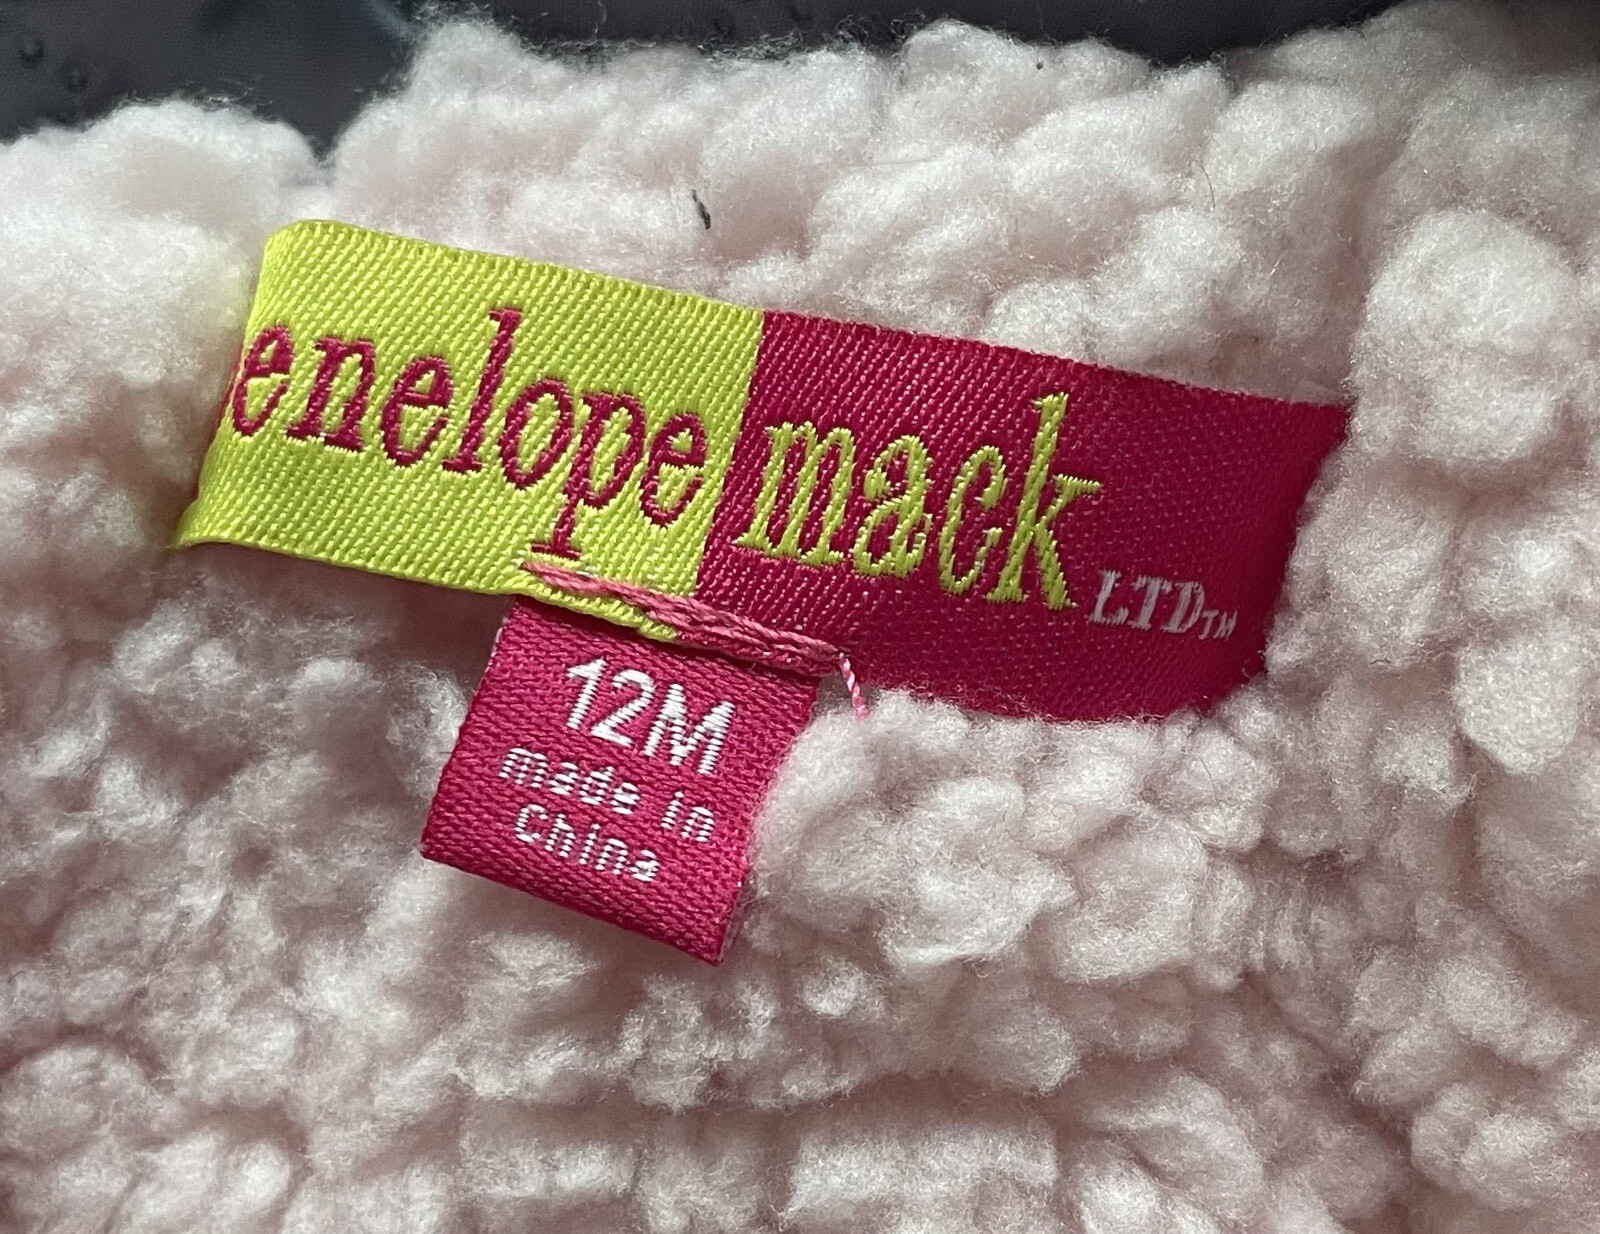 enelope mack LTD™
12M
made in
China